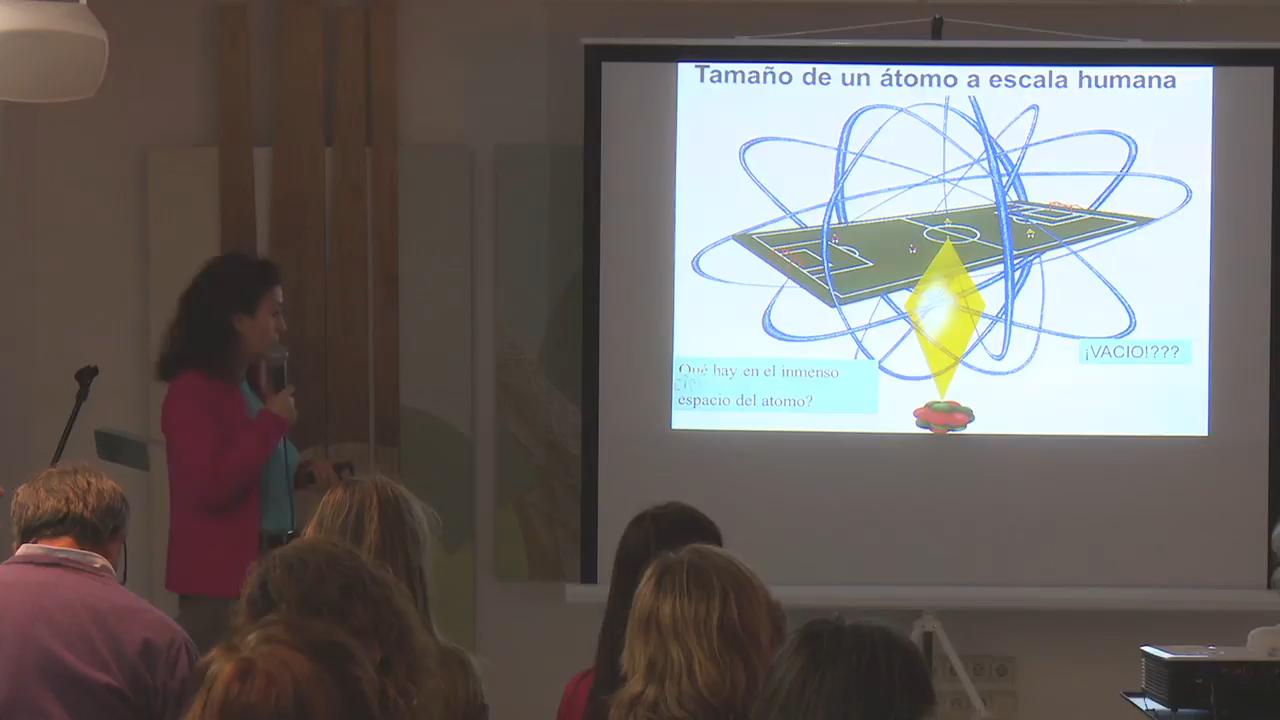 Tamaño de un átomo a escala humana
¡VACIO!???
Qué hay en el inmenso
espacio del atomo?